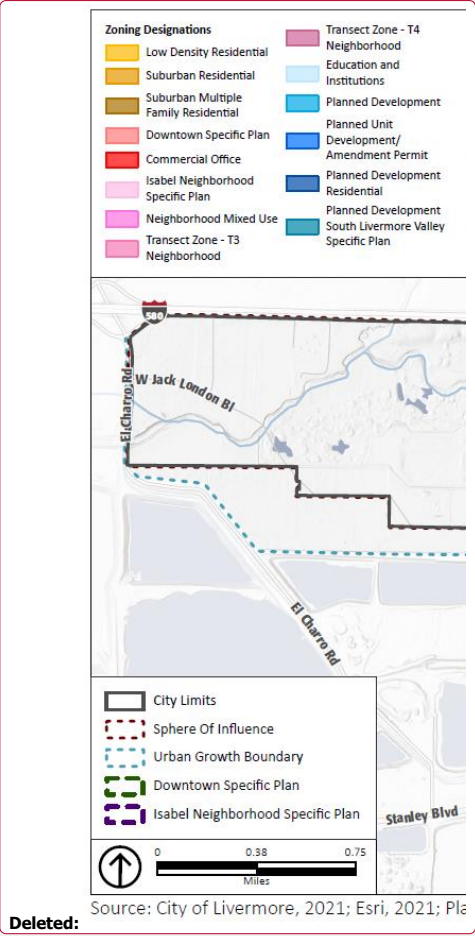 Zoning Designations
Low Density Residential
Suburban Residential
Suburban Multiple
Family Residential
Downtown Specific Plan
Commercial Office
Isabel Neighborhood
Specific Plan
Neighborhood Mixed Use
Transect Zone - T3
Neighborhood
Transect Zone - T4
Neighborhood
Education and
Institutions
Planned Development
Planned Unit
Development/
Amendment Permit
Planned Development
Residential
Planned Development
South Livermore Valley
Specific Plan
580
W Jack London Bl
El Charro Rd
El Charro Rd
Stanley Blvd
City Limits
Sphere Of Influence
Urban Growth Boundary
Downtown Specific Plan
Isabel Neighborhood Specific Plan
0 0.38 0.75
Miles
Source: City of Livermore, 2021; Esri, 2021; Pla
Deleted: